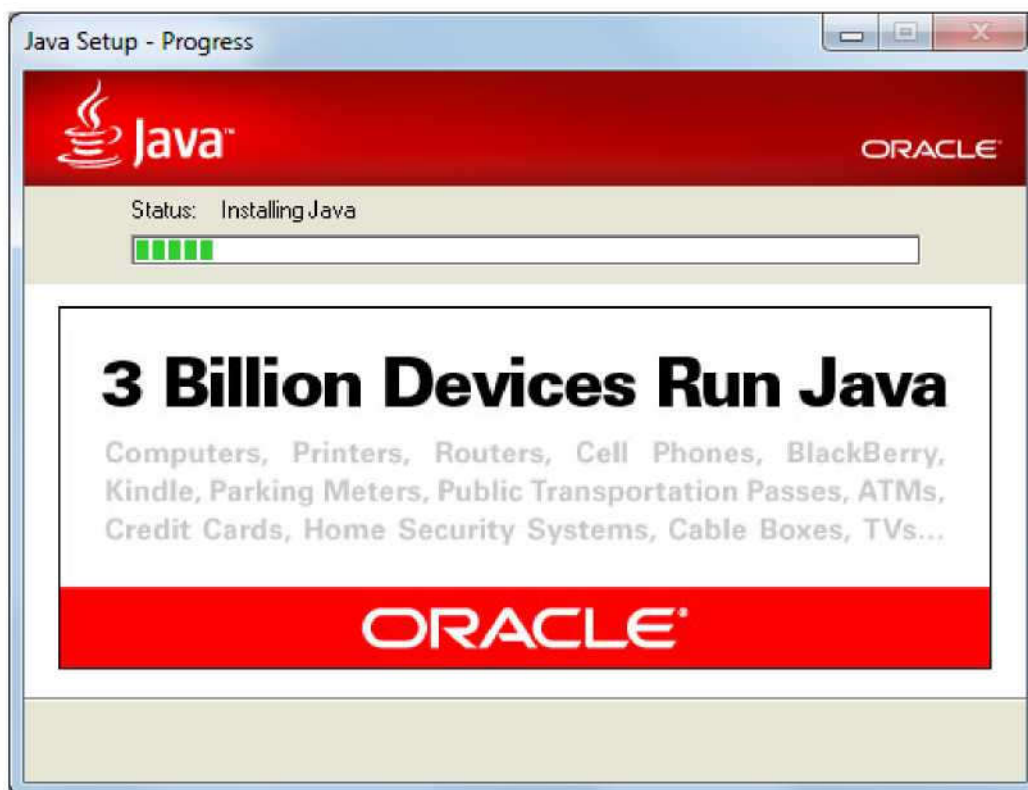 Java Setup - Progress
Java™
ORACLE®
Status: Installing Java
3 Billion Devices Run Java
Computers, Printers, Routers, Cell Phones, BlackBerry,
Kindle, Parking Meters, Public Transportation Passes, ATMs,
Credit Cards, Home Security Systems, Cable Boxes, TVs...
ORACLE®